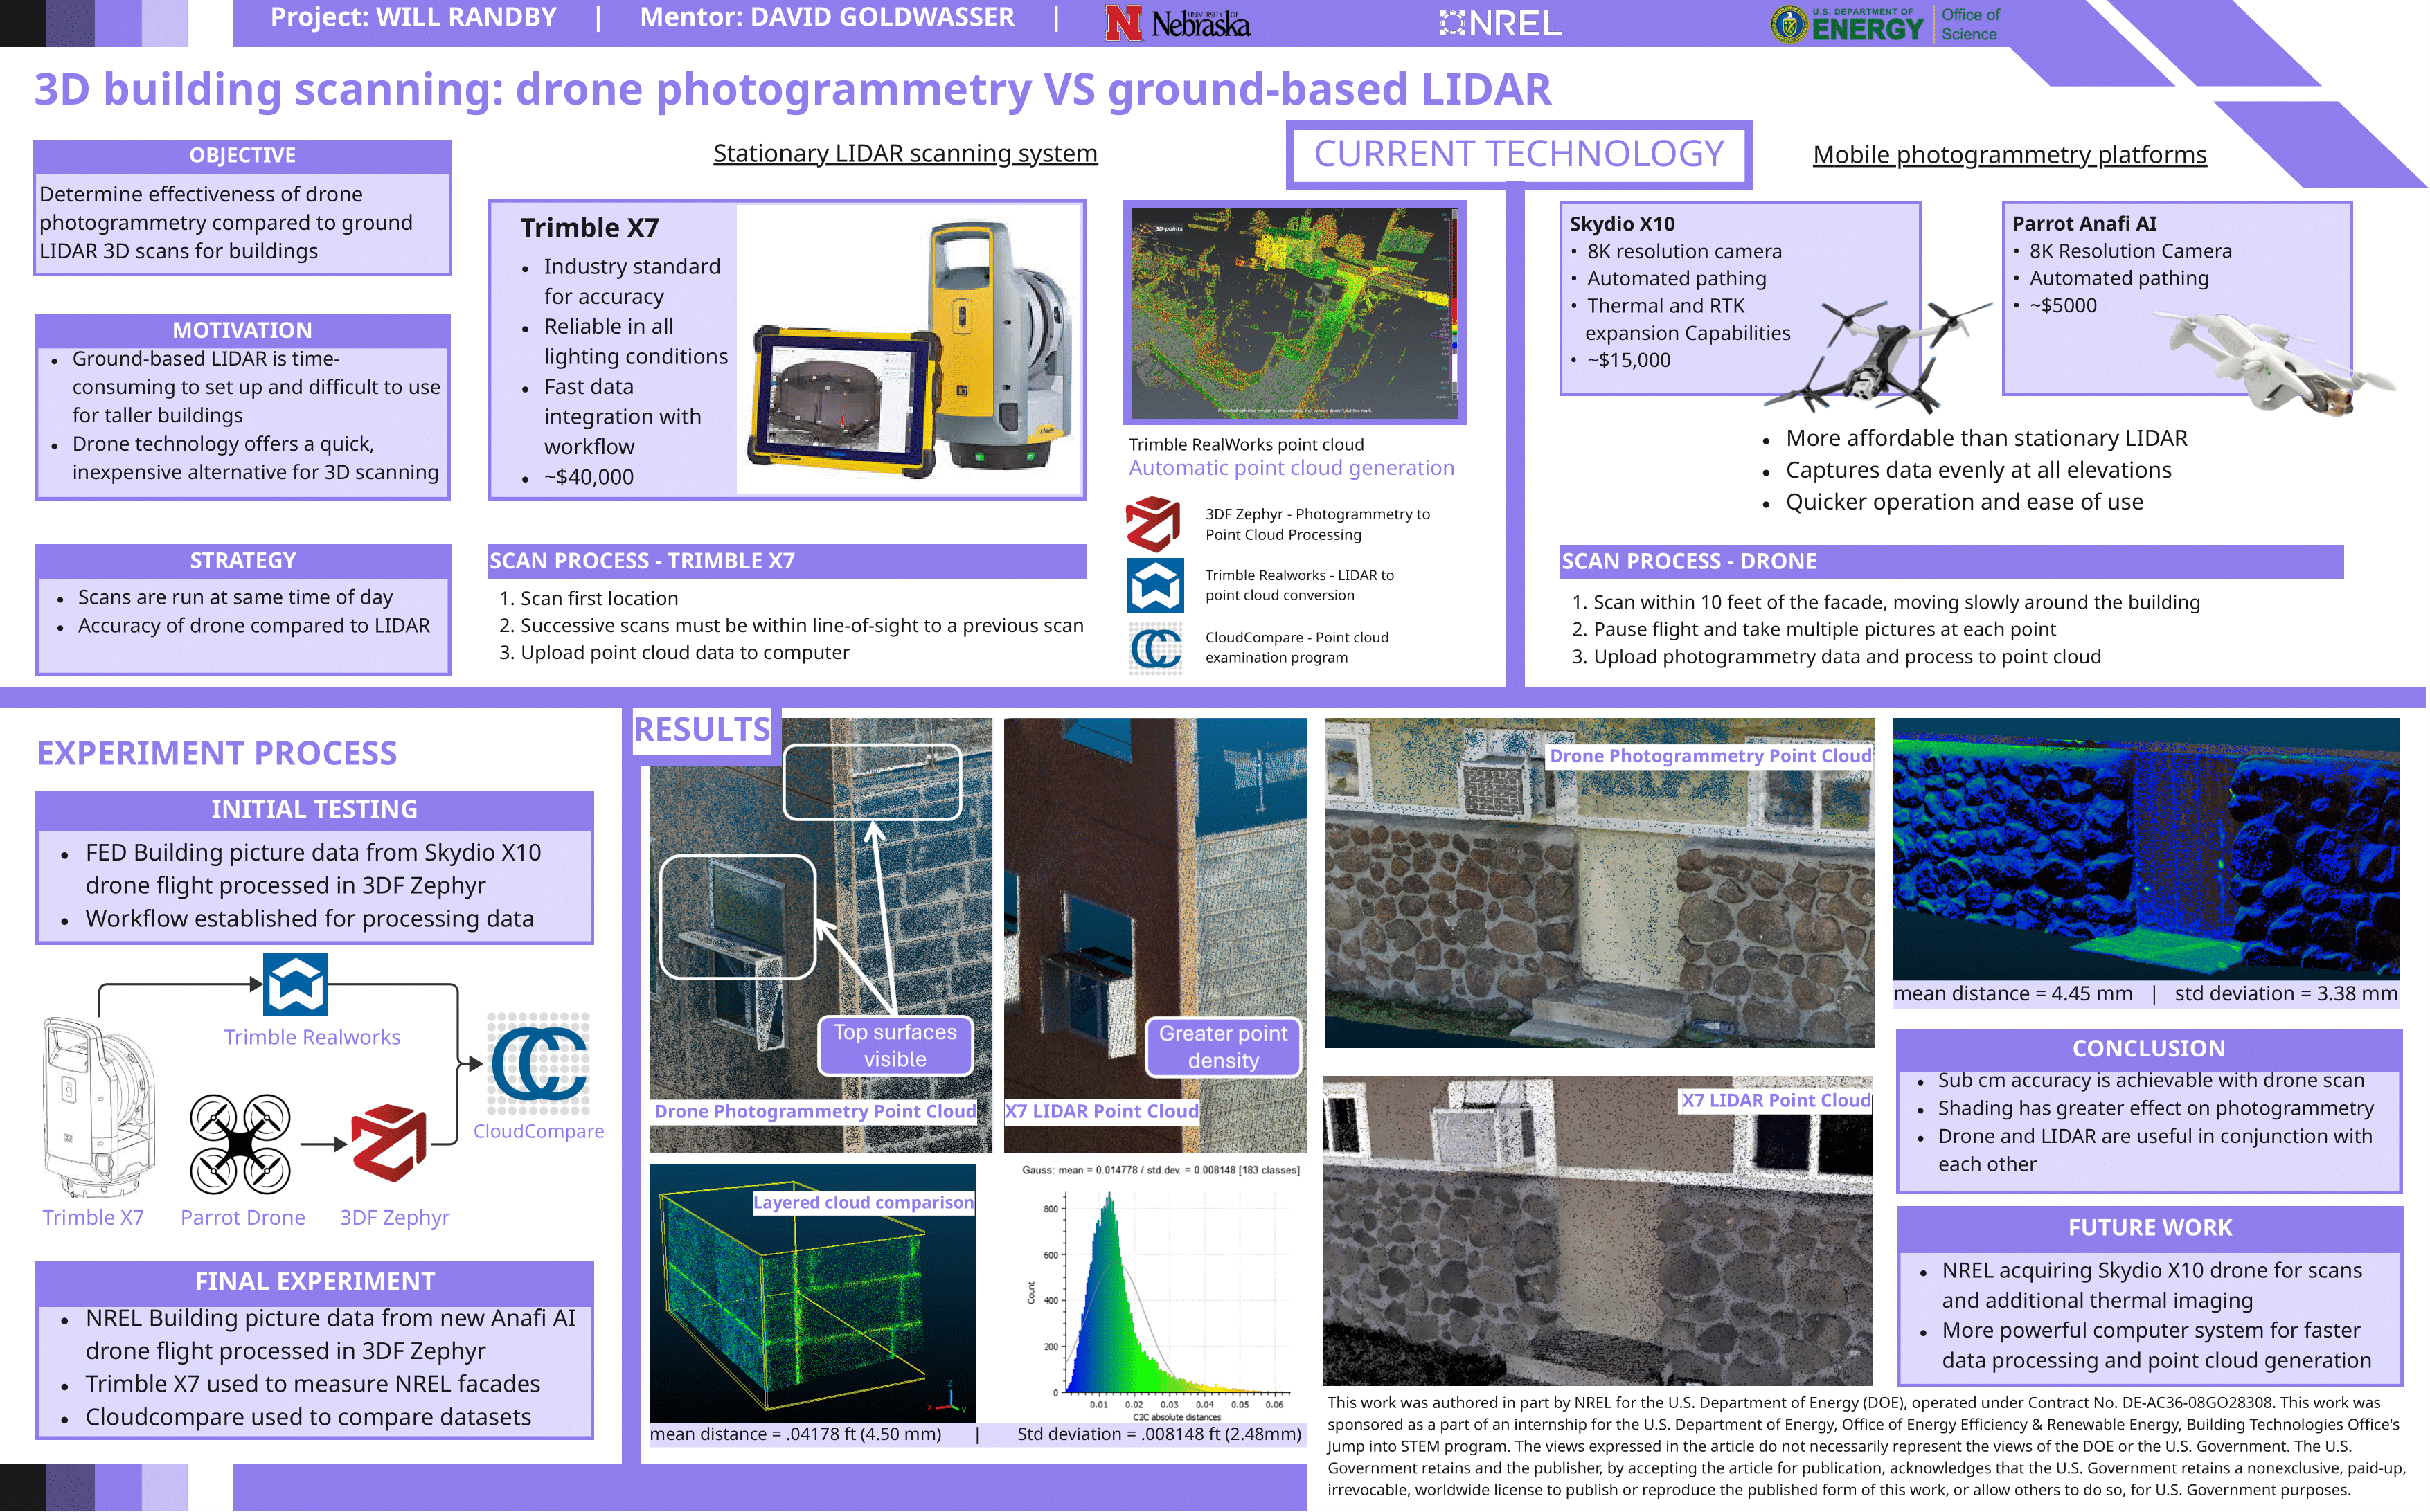 Project: WILL RANDBY | Mentor: DAVID GOLDWASSER |
N UNIVERSITY OF Nebraska
NREL
U.S. DEPARTMENT OF ENERGY Office of Science
3D building scanning: drone photogrammetry VS ground-based LIDAR
OBJECTIVE
Determine effectiveness of drone
photogrammetry compared to ground
LIDAR 3D scans for buildings
MOTIVATION
• Ground-based LIDAR is time-
consuming to set up and difficult to use
for taller buildings
• Drone technology offers a quick,
inexpensive alternative for 3D scanning
STRATEGY
• Scans are run at same time of day
• Accuracy of drone compared to LIDAR
CURRENT TECHNOLOGY
Stationary LIDAR scanning system
Trimble X7
• Industry standard
for accuracy
• Reliable in all
lighting conditions
• Fast data
integration with
workflow
• ~$40,000
SCAN PROCESS - TRIMBLE X7
1. Scan first location
2. Successive scans must be within line-of-sight to a previous scan
3. Upload point cloud data to computer
3D-points
Trimble RealWorks point cloud
Automatic point cloud generation
3DF Zephyr - Photogrammetry to
Point Cloud Processing
Trimble Realworks - LIDAR to
point cloud conversion
CloudCompare - Point cloud
examination program
Mobile photogrammetry platforms
Skydio X10
• 8K resolution camera
• Automated pathing
• Thermal and RTK
expansion Capabilities
• ~$15,000
Parrot Anafi AI
• 8K Resolution Camera
• Automated pathing
• ~$5000
• More affordable than stationary LIDAR
• Captures data evenly at all elevations
• Quicker operation and ease of use
SCAN PROCESS - DRONE
1. Scan within 10 feet of the facade, moving slowly around the building
2. Pause flight and take multiple pictures at each point
3. Upload photogrammetry data and process to point cloud
EXPERIMENT PROCESS
INITIAL TESTING
• FED Building picture data from Skydio X10
drone flight processed in 3DF Zephyr
• Workflow established for processing data
Trimble Realworks
CloudCompare
Trimble X7
Parrot Drone
3DF Zephyr
FINAL EXPERIMENT
• NREL Building picture data from new Anafi AI
drone flight processed in 3DF Zephyr
• Trimble X7 used to measure NREL facades
• Cloudcompare used to compare datasets
RESULTS
Top surfaces
visible
Drone Photogrammetry Point Cloud
Greater point
density
X7 LIDAR Point Cloud
Layered cloud comparison
Z
X
Y
Gauss: mean = 0.014778 / std.dev. = 0.008148 [183 classes]
Count
800
600
400
200
0
0.01 0.02 0.03 0.04 0.05 0.06
C2C absolute distances
mean distance = .04178 ft (4.50 mm) | Std deviation = .008148 ft (2.48mm)
Drone Photogrammetry Point Cloud
X7 LIDAR Point Cloud
mean distance = 4.45 mm | std deviation = 3.38 mm
CONCLUSION
• Sub cm accuracy is achievable with drone scan
• Shading has greater effect on photogrammetry
• Drone and LIDAR are useful in conjunction with
each other
FUTURE WORK
• NREL acquiring Skydio X10 drone for scans
and additional thermal imaging
• More powerful computer system for faster
data processing and point cloud generation
This work was authored in part by NREL for the U.S. Department of Energy (DOE), operated under Contract No. DE-AC36-08GO28308. This work was
sponsored as a part of an internship for the U.S. Department of Energy, Office of Energy Efficiency & Renewable Energy, Building Technologies Office's
Jump into STEM program. The views expressed in the article do not necessarily represent the views of the DOE or the U.S. Government. The U.S.
Government retains and the publisher, by accepting the article for publication, acknowledges that the U.S. Government retains a nonexclusive, paid-up,
irrevocable, worldwide license to publish or reproduce the published form of this work, or allow others to do so, for U.S. Government purposes.